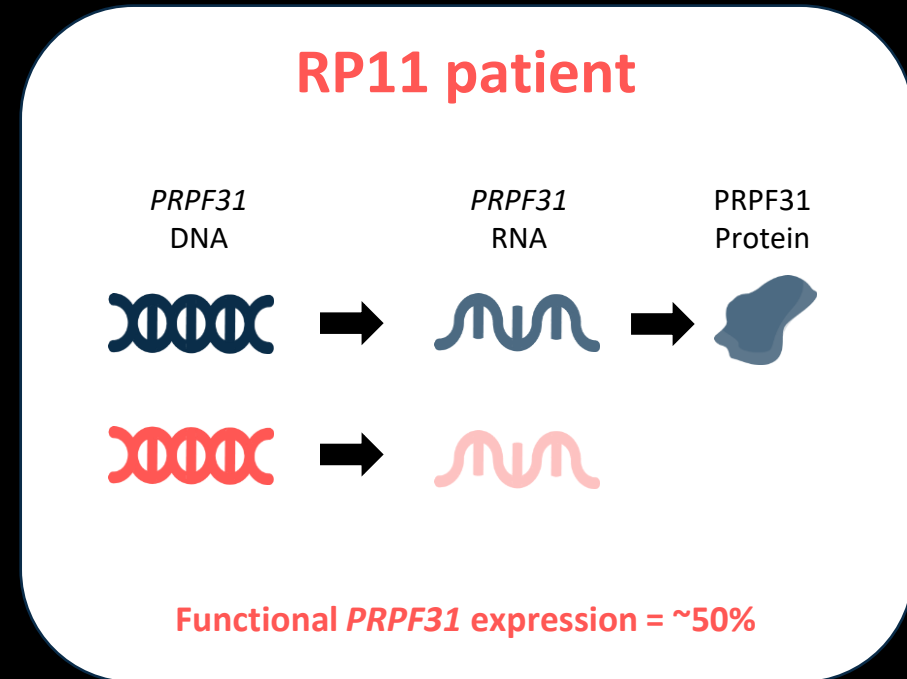 RP11 patient
PRPF31 PRPF31 PRPF31
DNA RNA Protein
Functional PRPF31 expression = ~50%